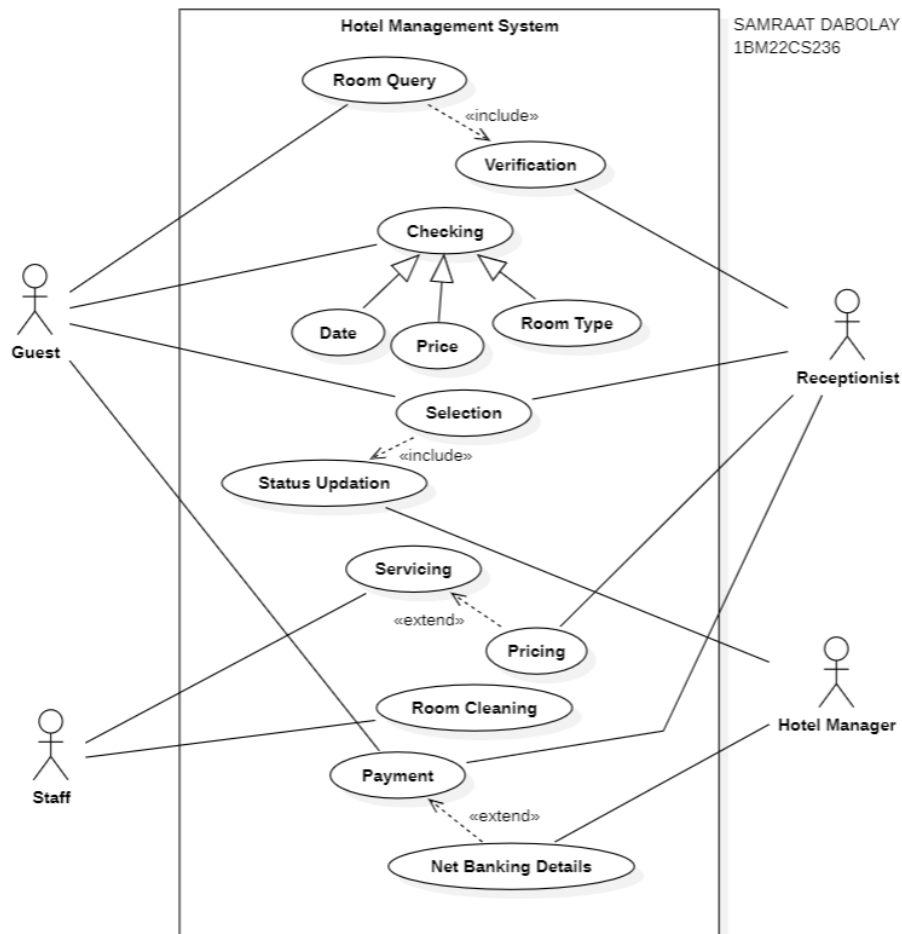 Hotel Management System
SAMRAAT DABOLAY
1BM22CS236
Room Query
«include»
Verification
Checking
Date
Price
Room Type
Guest
Receptionist
Selection
«include»
Status Updation
Servicing
«extend»
Pricing
Room Cleaning
Hotel Manager
Payment
Staff
«extend»
Net Banking Details